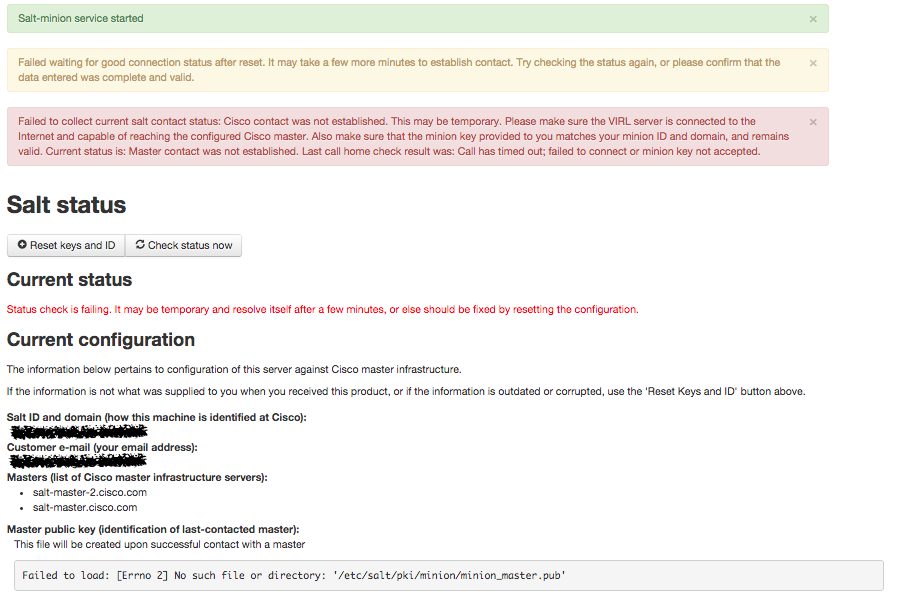 Salt-minion service started ×
Failed waiting for good connection status after reset. It may take a few more minutes to establish contact. Try checking the status again, or please confirm that the ×
data entered was complete and valid.
Failed to collect current salt contact status: Cisco contact was not established. This may be temporary. Please make sure the VIRL server is connected to the ×
Internet and capable of reaching the configured Cisco master. Also make sure that the minion key provided to you matches your minion ID and domain, and remains
valid. Current status is: Master contact was not established. Last call home check result was: Call has timed out; failed to connect or minion key not accepted.
Salt status
Reset keys and ID Check status now
Current status
Status check is failing. It may be temporary and resolve itself after a few minutes, or else should be fixed by resetting the configuration.
Current configuration
The information below pertains to configuration of this server against Cisco master infrastructure.
If the information is not what was supplied to you when you received this product, or if the information is outdated or corrupted, use the 'Reset Keys and ID' button above.
Salt ID and domain (how this machine is identified at Cisco):
Customer e-mail (your email address):
Masters (list of Cisco master infrastructure servers):
• salt-master-2.cisco.com
• salt-master.cisco.com
Master public key (identification of last-contacted master):
This file will be created upon successful contact with a master
Failed to load: [Errno 2] No such file or directory: '/etc/salt/pki/minion/minion_master.pub'